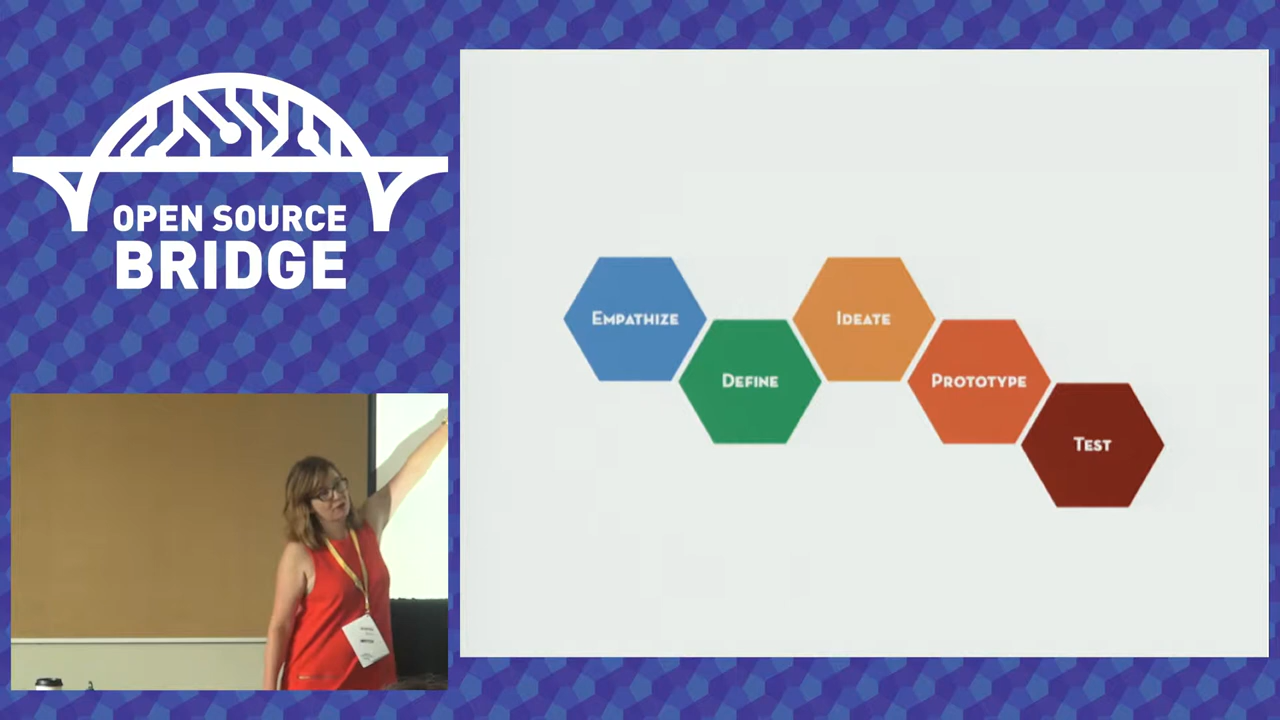 OPEN SOURCE
BRIDGE
EMPATHIZE
DEFINE
IDEATE
PROTOTYPE
TEST